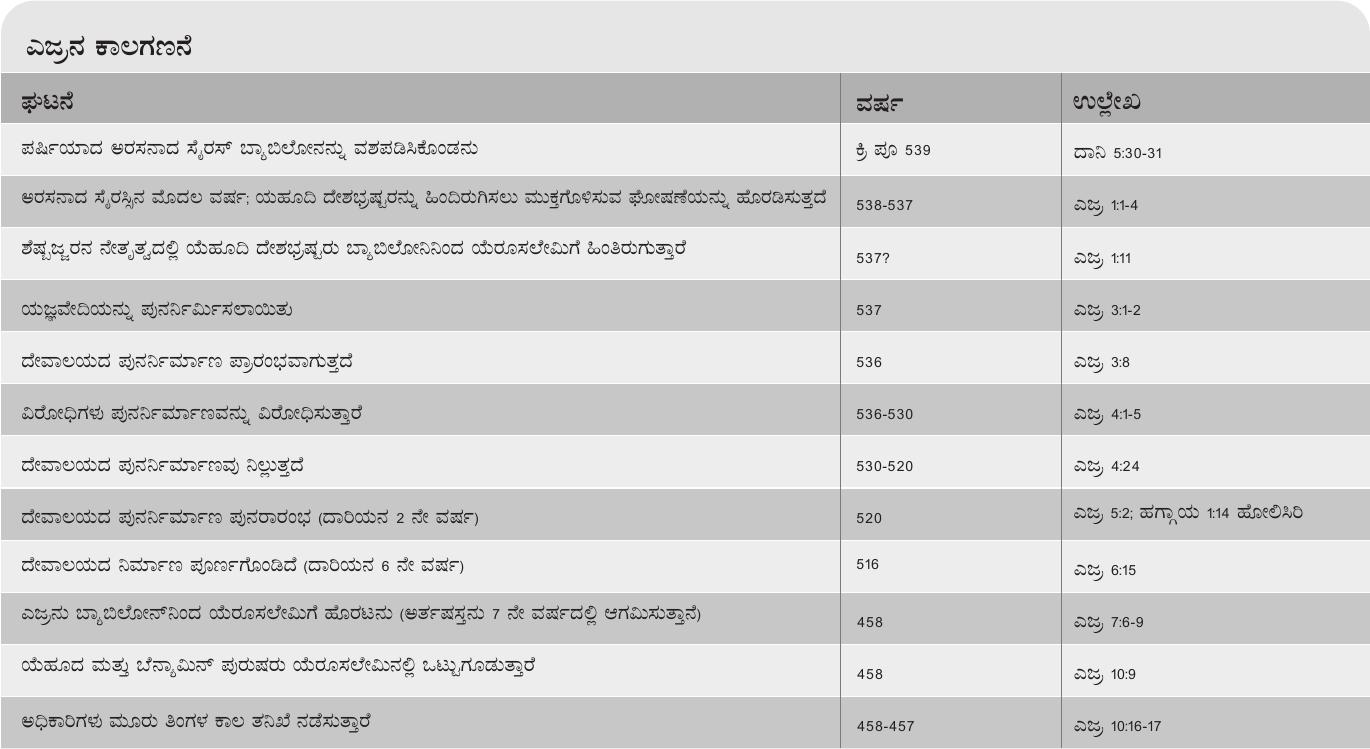 ಎಜ್ರನ ಕಾಲಗಣನೆ
ಘಟನೆ ವರ್ಷ ಉಲ್ಲೇಖ
ಪರ್ಷಿಯಾದ ಅರಸನಾದ ಸೈರಸ್ ಬ್ಯಾಬಿಲೋನನ್ನು ವಶಪಡಿಸಿಕೊಂಡನು ಕ್ರಿ ಪೂ 539 ದಾನಿ 5:30-31
ಅರಸನಾದ ಸೈರಸ್ಸಿನ ಮೊದಲ ವರ್ಷ; ಯಹೂದಿ ದೇಶಭ್ರಷ್ಟರನ್ನು ಹಿಂದಿರುಗಿಸಲು ಮುಕ್ತಗೊಳಿಸುವ ಘೋಷಣೆಯನ್ನು ಹೊರಡಿಸುತ್ತದೆ 538-537 ಎಜ್ರ 1:1-4
ಶೆಷ್ಬಜ್ಜರನ ನೇತೃತ್ವದಲ್ಲಿ ಯೆಹೂದಿ ದೇಶಭ್ರಷ್ಟರು ಬ್ಯಾಬಿಲೋನಿನಿಂದ ಯೆರೂಸಲೇಮಿಗೆ ಹಿಂತಿರುಗುತ್ತಾರೆ 537? ಎಜ್ರ 1:11
ಯಜ್ಞವೇದಿಯನ್ನು ಪುನರ್ನಿರ್ಮಿಸಲಾಯಿತು 537 ಎಜ್ರ 3:1-2
ದೇವಾಲಯದ ಪುನರ್ನಿರ್ಮಾಣ ಪ್ರಾರಂಭವಾಗುತ್ತದೆ 536 ಎಜ್ರ 3:8
ವಿರೋಧಿಗಳು ಪುನರ್ನಿರ್ಮಾಣವನ್ನು ವಿರೋಧಿಸುತ್ತಾರೆ 536-530 ಎಜ್ರ 4:1-5
ದೇವಾಲಯದ ಪುನರ್ನಿರ್ಮಾಣವು ನಿಲ್ಲುತ್ತದೆ 530-520 ಎಜ್ರ 4:24
ದೇವಾಲಯದ ಪುನರ್ನಿರ್ಮಾಣ ಪುನರಾರಂಭ (ದಾರಿಯನ 2 ನೇ ವರ್ಷ) 520 ಎಜ್ರ 5:2; ಹಗ್ಗಾಯ 1:14 ಹೋಲಿಸಿರಿ
ದೇವಾಲಯದ ನಿರ್ಮಾಣ ಪೂರ್ಣಗೊಂಡಿದೆ (ದಾರಿಯನ 6 ನೇ ವರ್ಷ) 516 ಎಜ್ರ 6:15
ಎಜ್ರನು ಬ್ಯಾಬಿಲೋನ್‌ನಿಂದ ಯೆರೂಸಲೇಮಿಗೆ ಹೊರಟನು (ಅರ್ತಷಸ್ತನು 7 ನೇ ವರ್ಷದಲ್ಲಿ ಆಗಮಿಸುತ್ತಾನೆ) 458 ಎಜ್ರ 7:6-9
ಯೆಹೂದ ಮತ್ತು ಬೆನ್ಯಾಮಿನ್ ಪುರುಷರು ಯೆರೂಸಲೇಮಿನಲ್ಲಿ ಒಟ್ಟುಗೂಡುತ್ತಾರೆ 458 ಎಜ್ರ 10:9
ಅಧಿಕಾರಿಗಳು ಮೂರು ತಿಂಗಳ ಕಾಲ ತನಿಖೆ ನಡೆಸುತ್ತಾರೆ 458-457 ಎಜ್ರ 10:16-17